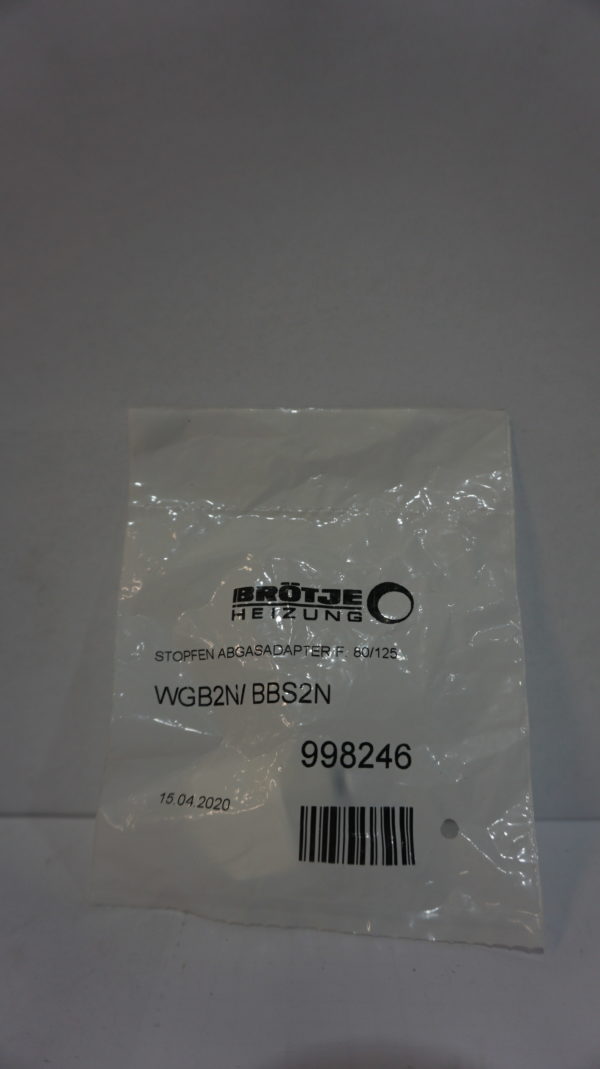 BRÖTJE
HEIZUNG
STOPFEN ABGASADAPTER F. 80/125
WGB2N/ BBS2N
998246
15.04.2020